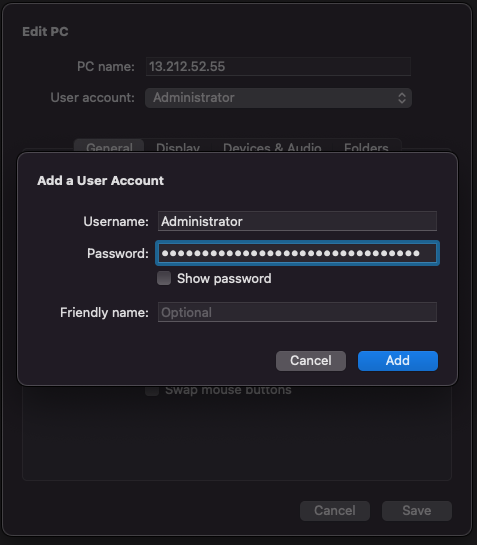 Edit PC
PC name: 13.212.52.55
User account: Administrator
General Display Devices & Audio Folders
Add a User Account
Username: Administrator
Password: ••••••••••••••••••••••••••••••••
Show password
Friendly name: Optional
Cancel Add
Swap mouse buttons
Cancel Save